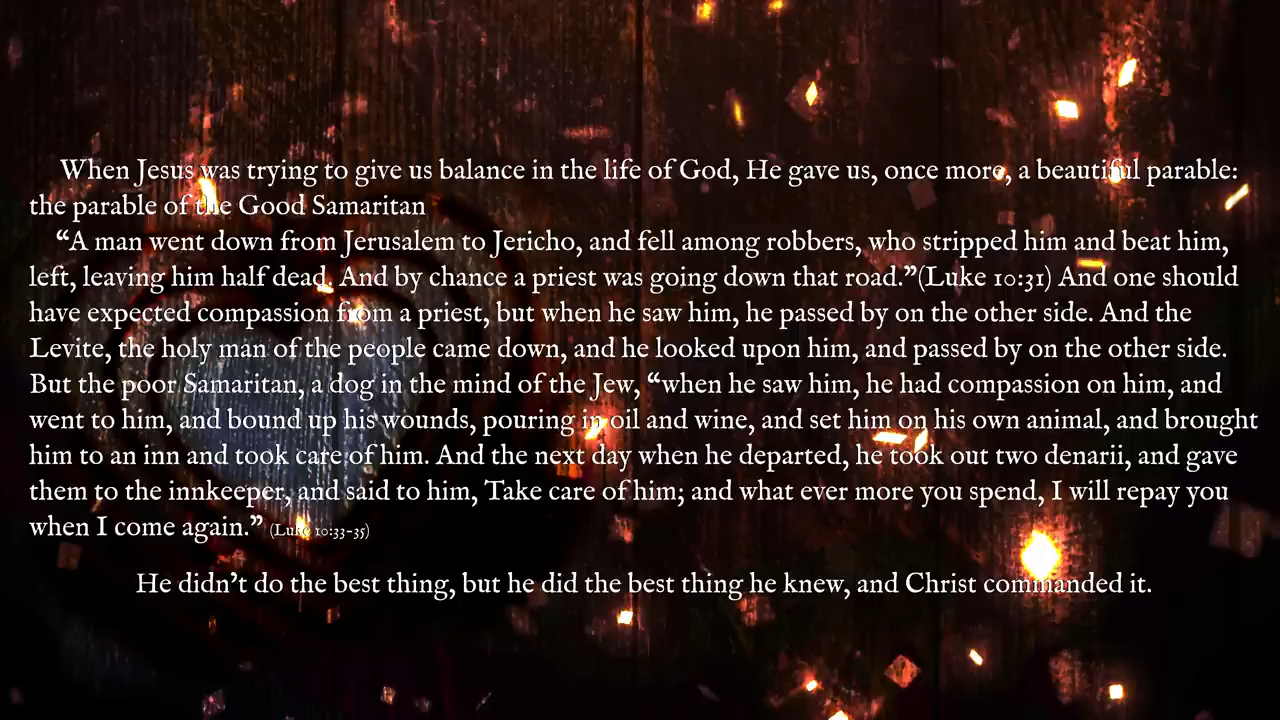 When Jesus was trying to give us balance in the life of God, He gave us, once more, a beautiful parable:
the parable of the Good Samaritan
“A man went down from Jerusalem to Jericho, and fell among robbers, who stripped him and beat him,
left, leaving him half dead. And by chance a priest was going down that road.”(Luke 10:31) And one should
have expected compassion from a priest, but when he saw him, he passed by on the other side. And the
Levite, the holy man of the people came down, and he looked upon him, and passed by on the other side.
But the poor Samaritan, a dog in the mind of the Jew, “when he saw him, he had compassion on him, and
went to him, and bound up his wounds, pouring in oil and wine, and set him on his own animal, and brought
him to an inn and took care of him. And the next day when he departed, he took out two denarii, and gave
them to the innkeeper, and said to him, Take care of him; and what ever more you spend, I will repay you
when I come again.” (Luke 10:33-35)
He didn’t do the best thing, but he did the best thing he knew, and Christ commanded it.